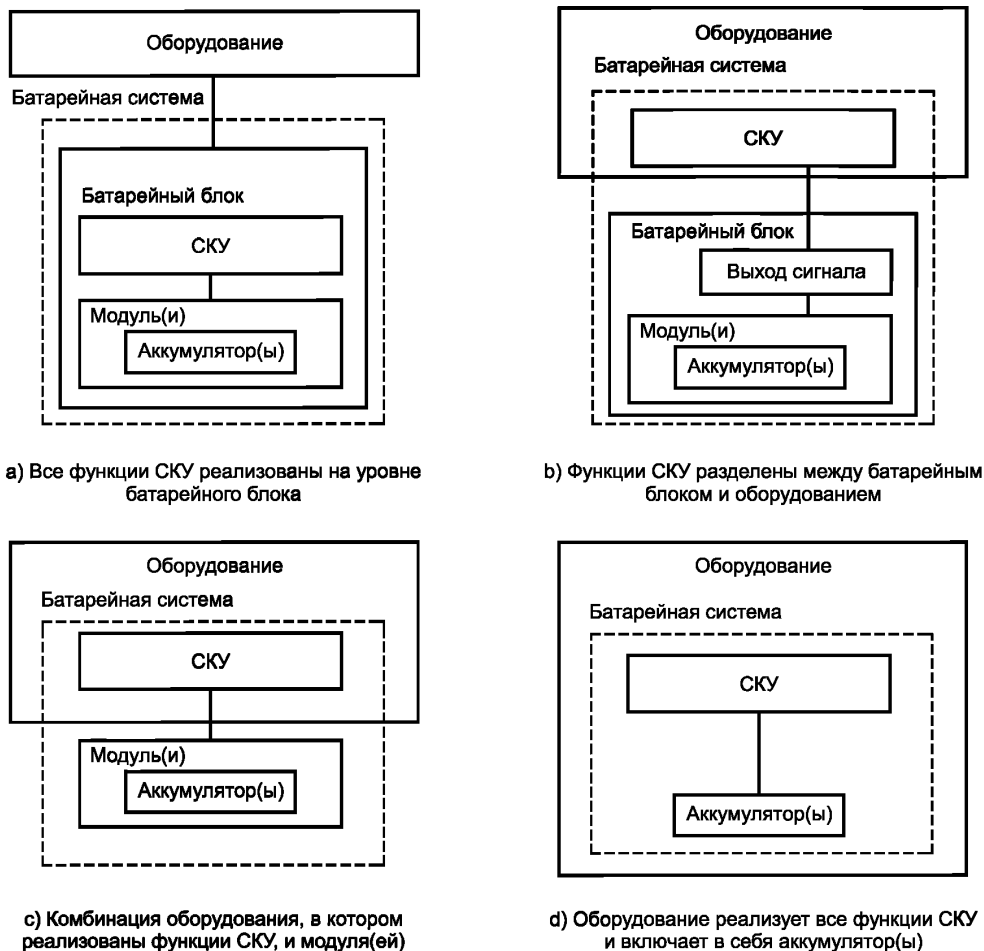 Оборудование
Батарейная система
Батарейный блок
СКУ
Модуль(и)
Аккумулятор(ы)
a) Все функции СКУ реализованы на уровне
батарейного блока
Оборудование
Батарейная система
СКУ
Батарейный блок
Выход сигнала
Модуль(и)
Аккумулятор(ы)
b) Функции СКУ разделены между батарейным
блоком и оборудованием
Оборудование
Батарейная система
СКУ
Модуль(и)
Аккумулятор(ы)
c) Комбинация оборудования, в котором
реализованы функции СКУ, и модуля(ей)
Оборудование
Батарейная система
СКУ
Аккумулятор(ы)
d) Оборудование реализует все функции СКУ
и включает в себя аккумулятор(ы)